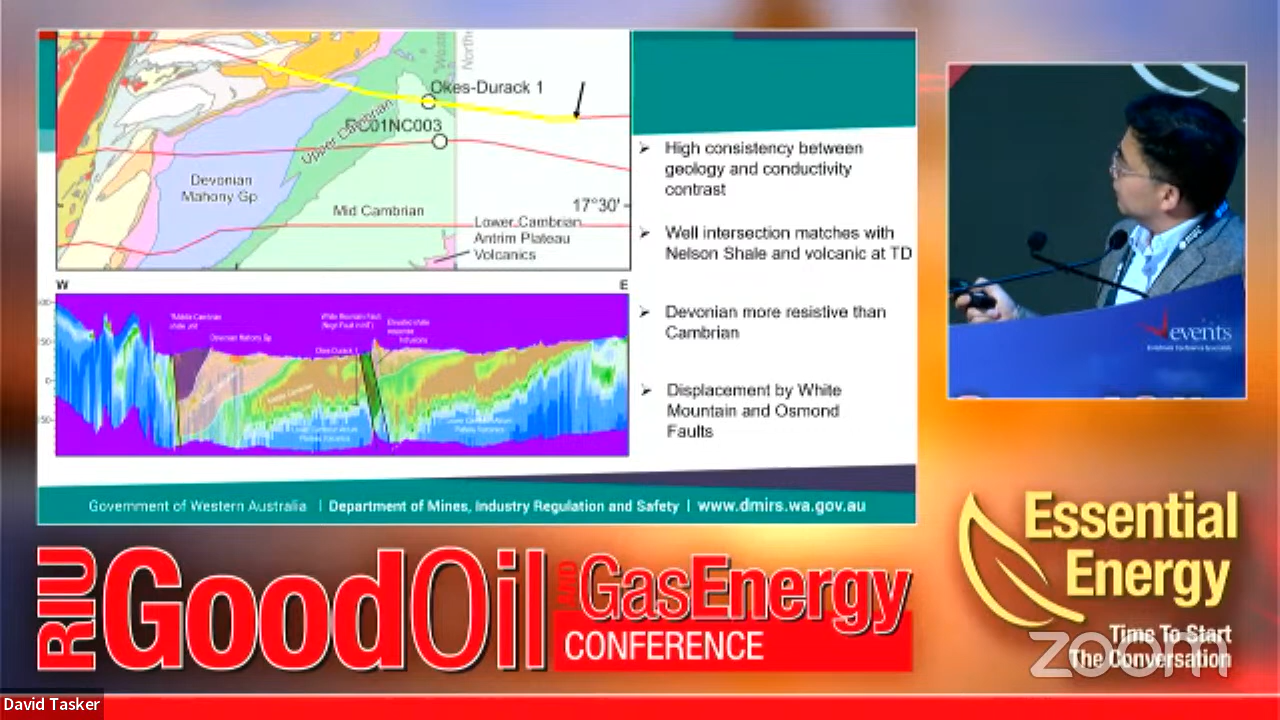 Okes-Durack 1
Upper Cambrian
Devonian
Mahony Gp
Mid Cambrian
17°30'
Lower Cambrian
Antrim Plateau
Volcanics
W
E
Devonian Mahony Gp
➢ High consistency between
geology and conductivity
contrast
➢ Well intersection matches with
Nelson Shale and volcanic at TD
➢ Devonian more resistive than
Cambrian
➢ Displacement by White
Mountain and Osmond
Faults
Government of Western Australia | Department of Mines, Industry Regulation and Safety | www.dmirs.wa.gov.au
events
RIU GoodOil AND GasEnergy
CONFERENCE
Essential
Energy
Time To Start
The Conversation
zoom
David Tasker